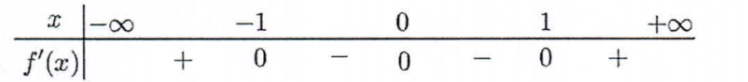 x −∞ −1 0 1 +∞
f′(x) + 0 − 0 − 0 +